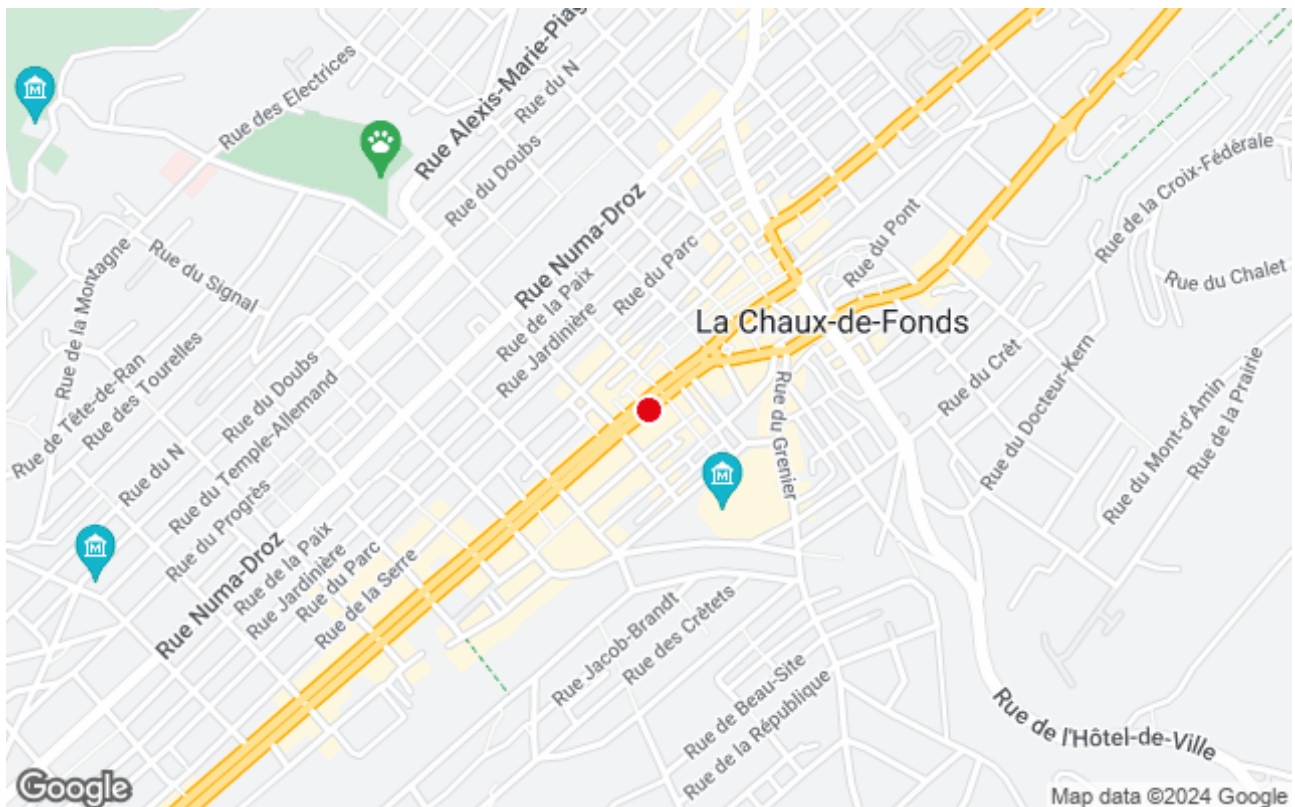 Rue des Electrices
Rue Alexis-Marie-Piag
Rue du N
Rue du Doubs
Rue Numa-Droz
Rue de la Paix
Rue Jardinière
Rue du Parc
Rue du Pont
Rue de la Croix-Fédérale
Rue du Chalet
La Chaux-de-Fonds
Rue de la Montagne
Rue du Signal
Rue de Tête-de-Ran
Rue des Tourelles
Rue du Doubs
Rue du Temple-Allemand
Rue du N
Rue du Progrès
Rue Numa-Droz
Rue de la Paix
Rue Jardinière
Rue du Parc
Rue de la Serre
Rue du Grenier
Rue du Crêt
Rue du Docteur-Kern
Rue du Mont-d'Amin
Rue de la Prairie
Rue Jacob-Brandt
Rue des Crêtets
Rue de Beau-Site
Rue de la République
Rue de l'Hôtel-de-Ville
M
M
M
Google
Map data ©2024 Google